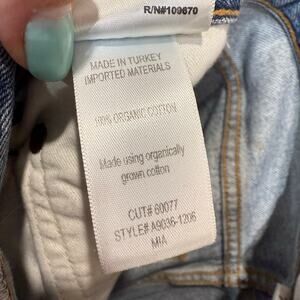 R/N#109670
MADE IN TURKEY
IMPORTED MATERIALS
100% ORGANIC COTTON
Made using organically
grown cotton
CUT# 60077
STYLE# A9036-1206
MIA